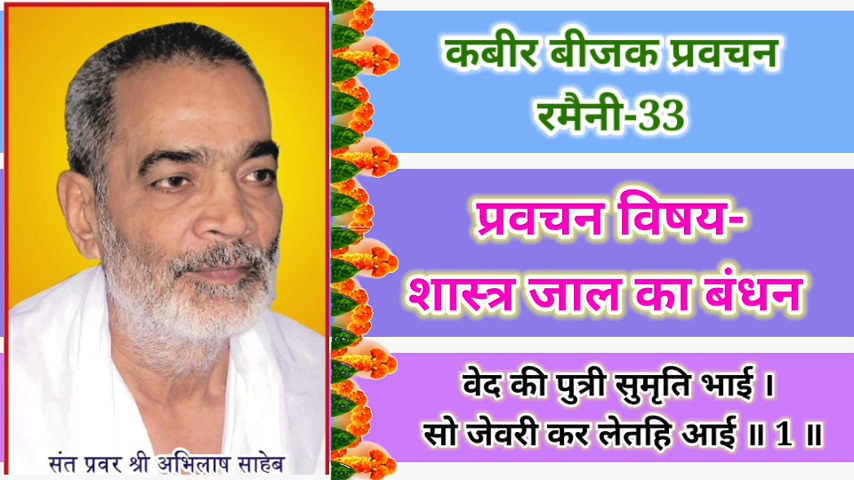 कबीर बीजक प्रवचन
रमैनी-33
प्रवचन विषय-
शास्त्र जाल का बंधन
वेद की पुत्री सुमृति भाई ।
सो जेवरी कर लेतहि आई ॥ 1 ॥
संत प्रवर श्री अभिलाष साहेब